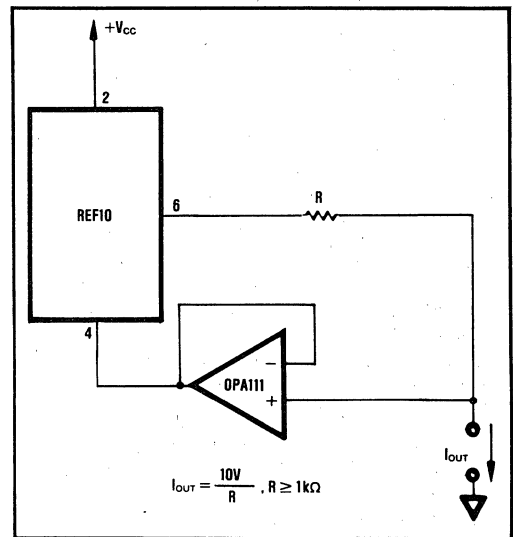 +Vcc
2
REF10
6
R
4
−
OPA111
+
IOUT
IOUT = 10V/R , R ≥ 1kΩ